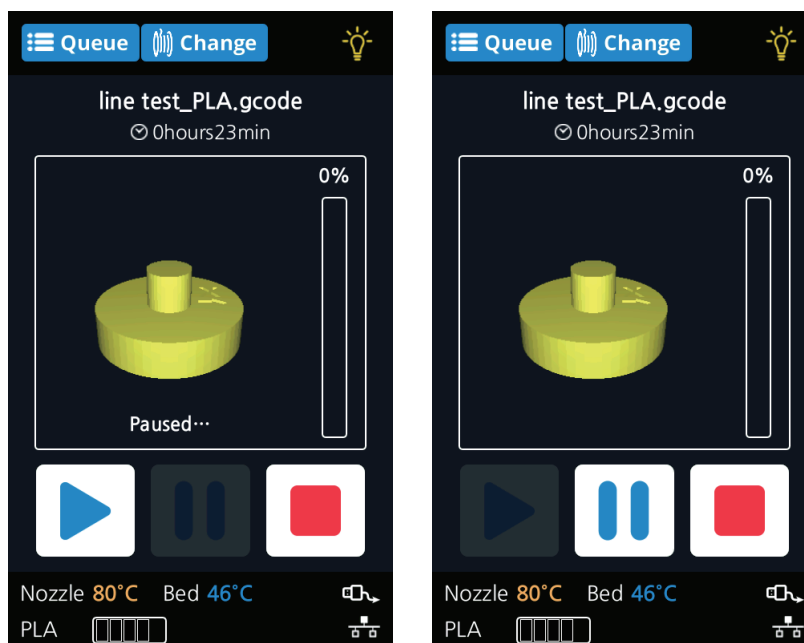 Queue Change
line test_PLA.gcode
0hours23min
0%
Paused···
Nozzle 80°C Bed 46°C
PLA
Queue Change
line test_PLA.gcode
0hours23min
0%
Nozzle 80°C Bed 46°C
PLA